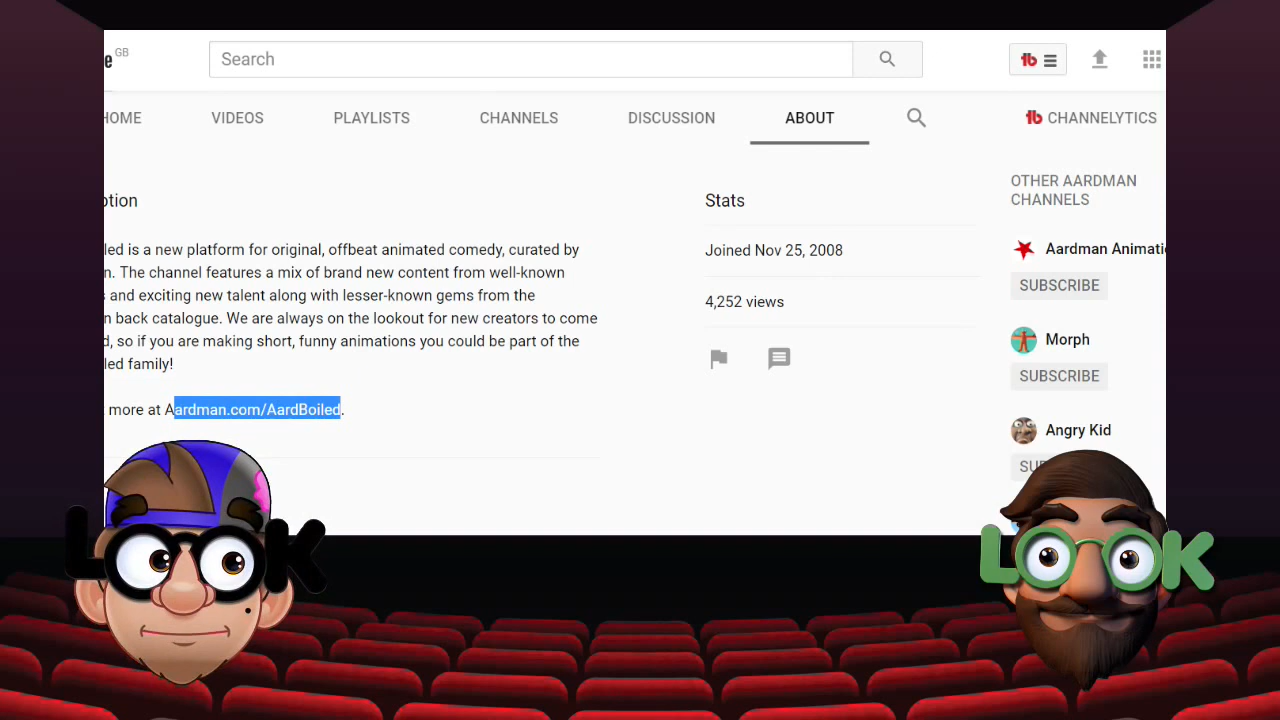 e GB
Search
HOME VIDEOS PLAYLISTS CHANNELS DISCUSSION ABOUT
CHANNELYTICS
ption
led is a new platform for original, offbeat animated comedy, curated by
n. The channel features a mix of brand new content from well-known
s and exciting new talent along with lesser-known gems from the
n back catalogue. We are always on the lookout for new creators to come
d, so if you are making short, funny animations you could be part of the
led family!
more at Aardman.com/AardBoiled.
Stats
Joined Nov 25, 2008
4,252 views
OTHER AARDMAN
CHANNELS
Aardman Animatio
SUBSCRIBE
Morph
SUBSCRIBE
Angry Kid
SU
LOOK
LOOK